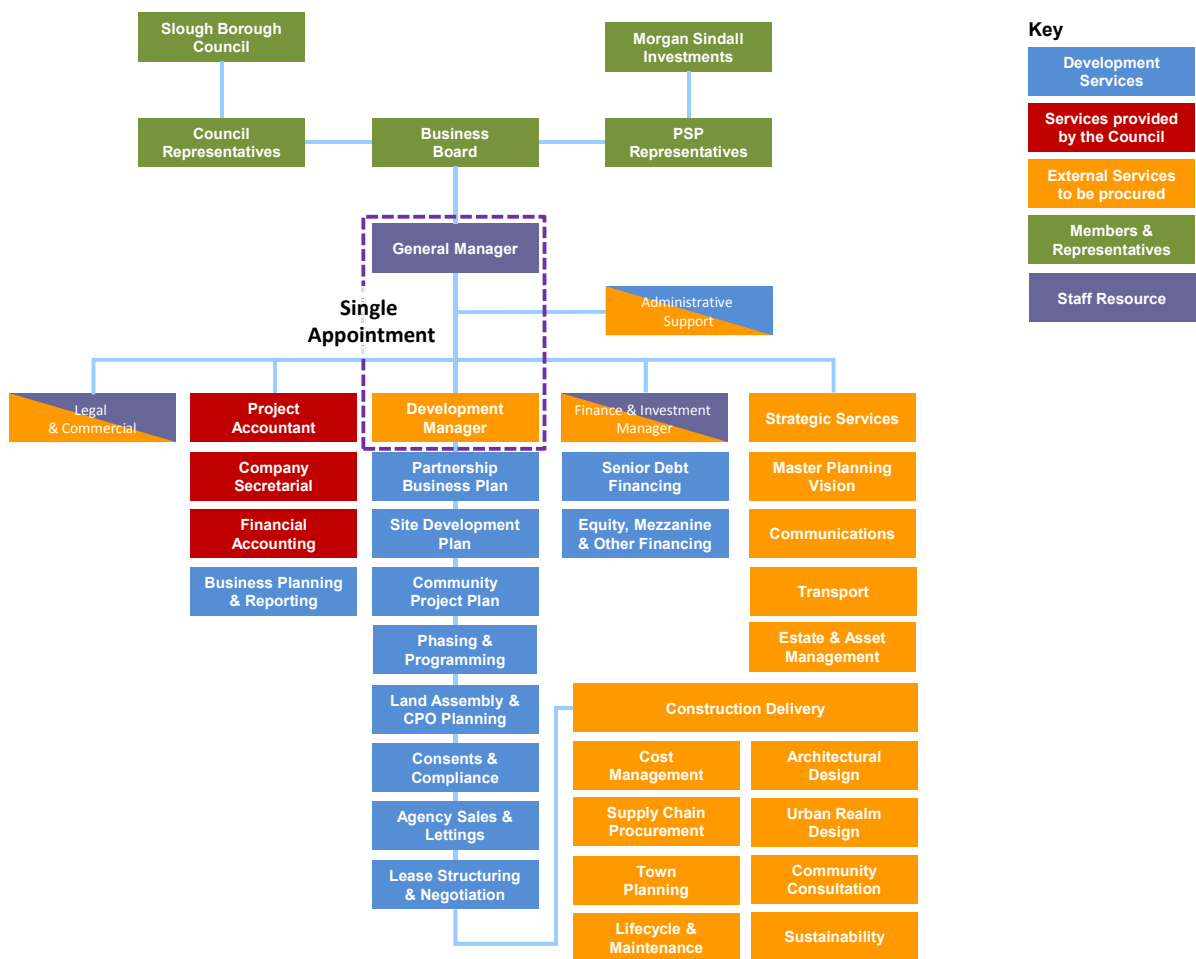 Slough Borough
Council
Morgan Sindall
Investments
Key
Development
Services
Services provided
by the Council
External Services
to be procured
Members &
Representatives
Staff Resource
Council
Representatives
Business
Board
PSP
Representatives
General Manager
Single
Appointment
Administrative
Support
Legal
& Commercial
Project
Accountant
Development
Manager
Finance & Investment
Manager
Strategic Services
Company
Secretarial
Financial
Accounting
Business Planning
& Reporting
Partnership
Business Plan
Site Development
Plan
Community
Project Plan
Phasing &
Programming
Land Assembly &
CPO Planning
Consents &
Compliance
Agency Sales &
Lettings
Lease Structuring
& Negotiation
Senior Debt
Financing
Equity, Mezzanine
& Other Financing
Master Planning
Vision
Communications
Transport
Estate & Asset
Management
Construction Delivery
Cost
Management
Architectural
Design
Supply Chain
Procurement
Urban Realm
Design
Town
Planning
Community
Consultation
Lifecycle &
Maintenance
Sustainability